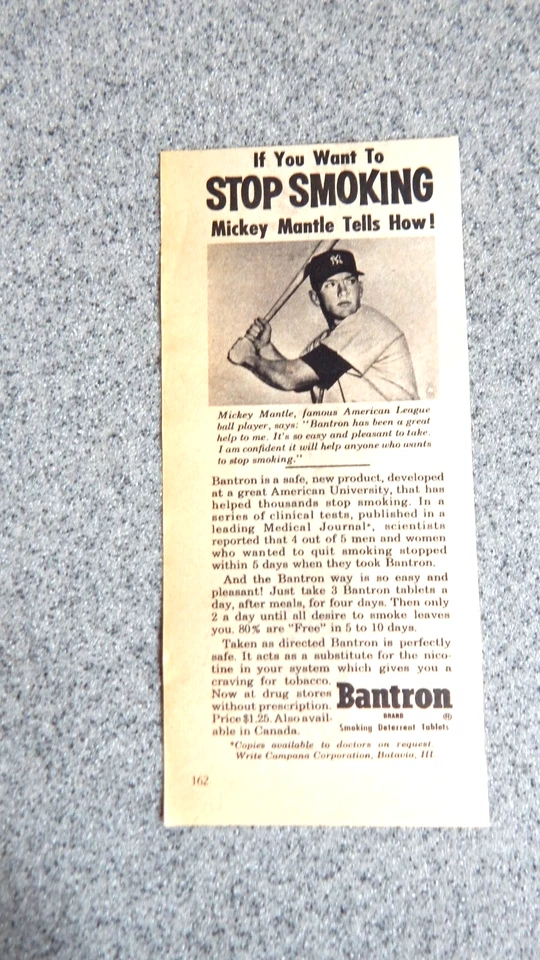 If You Want To
STOP SMOKING
Mickey Mantle Tells How!
NY
Mickey Mantle, famous American League
ball player, says: "Bantron has been a great
help to me. It's so easy and pleasant to take.
I am confident it will help anyone who wants
to stop smoking."
Bantron is a safe, new product, developed
at a great American University, that has
helped thousands stop smoking. In a
series of clinical tests, published in a
leading Medical Journal*, scientists
reported that 4 out of 5 men and women
who wanted to quit smoking stopped
within 5 days when they took Bantron.
And the Bantron way is so easy and
pleasant! Just take 3 Bantron tablets a
day, after meals, for four days. Then only
2 a day until all desire to smoke leaves
you. 80% are "Free" in 5 to 10 days.
Taken as directed Bantron is perfectly
safe. It acts as a substitute for the nico-
tine in your system which gives you a
craving for tobacco.
Now at drug stores
without prescription.
Price $1.25. Also avail-
able in Canada.
Bantron
BRAND ®
Smoking Deterrent Tablets
*Copies available to doctors on request.
Write Campana Corporation, Batavia, Ill.
162